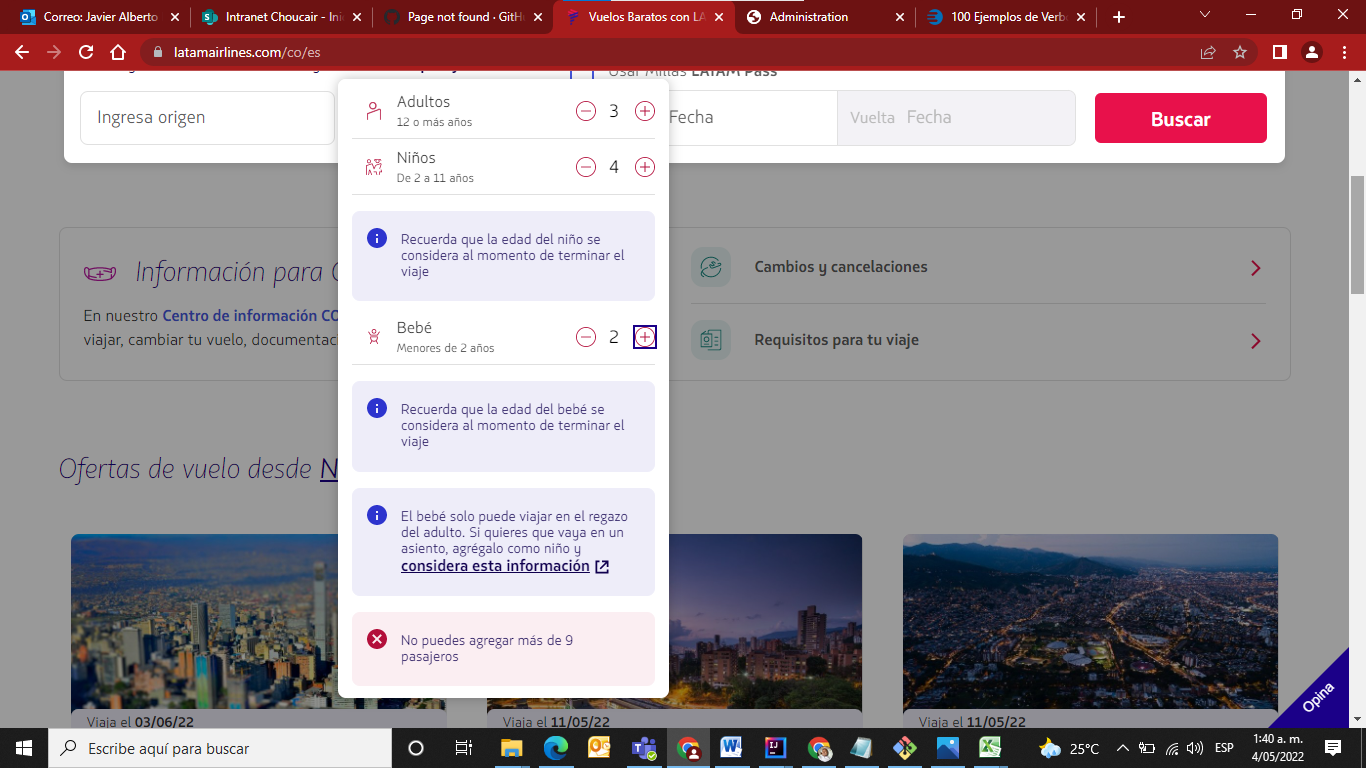 Correo: Javier Alberto
Intranet Choucair - Ini
Page not found · GitH
Vuelos Baratos con LA
Administration
100 Ejemplos de Verb
latamairlines.com/co/es
Usar Millas LATAM Pass
Ingresa origen
Adultos
12 o más años
3
Fecha
Vuelta Fecha
Buscar
Niños
De 2 a 11 años
4
Recuerda que la edad del niño se
considera al momento de terminar el
viaje
Información para
En nuestro Centro de información
viajar, cambiar tu vuelo,
Cambios y cancelaciones
Requisitos para tu viaje
Bebé
Menores de 2 años
2
Recuerda que la edad del bebé se
considera al momento de terminar el
viaje
Ofertas de vuelo desde
El bebé solo puede viajar en el regazo
del adulto. Si quieres que vaya en un
asiento, agrégalo como niño y
considera esta información
No puedes agregar más de 9
pasajeros
Opina
Viaja el 03/06/22
Viaja el 11/05/22
Viaja el 11/05/22
Escribe aquí para buscar
25°C
ESP
1:40 a. m.
4/05/2022